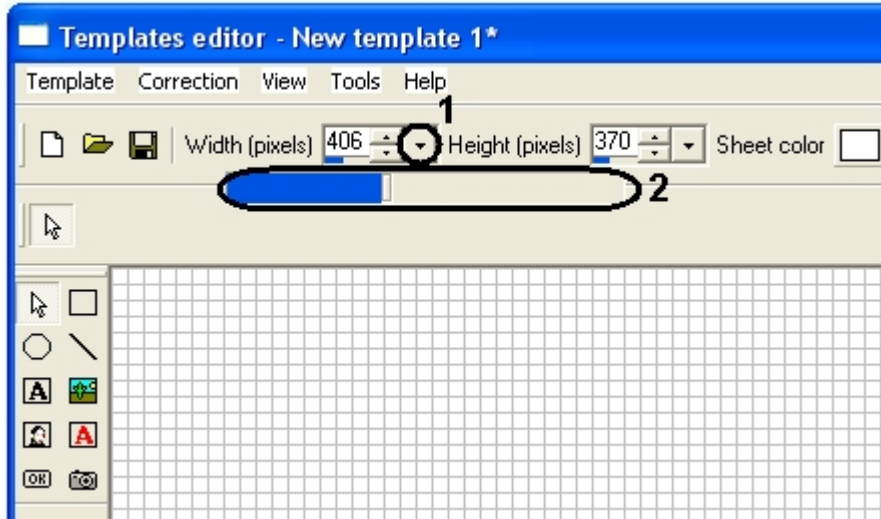 Templates editor - New template 1*
Template Correction View Tools Help
1
Width (pixels) 406 Height (pixels) 370 Sheet color
2
A
A
OK